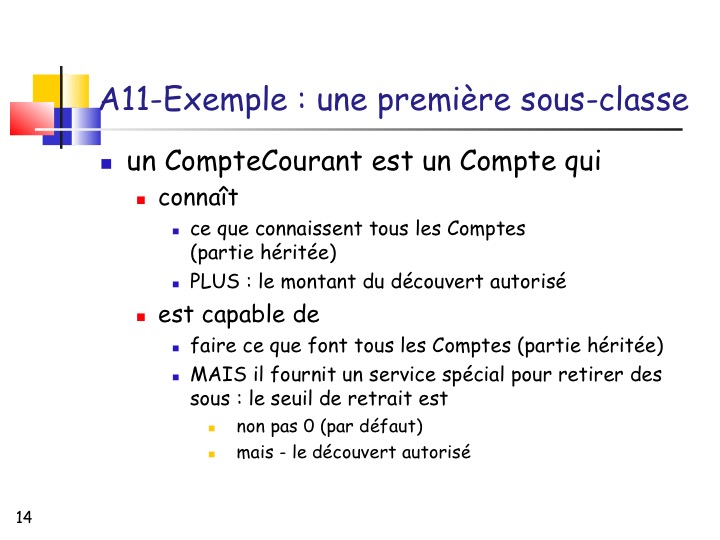 A11-Exemple : une première sous-classe
un CompteCourant est un Compte qui
connaît
ce que connaissent tous les Comptes
(partie héritée)
PLUS : le montant du découvert autorisé
est capable de
faire ce que font tous les Comptes (partie héritée)
MAIS il fournit un service spécial pour retirer des
sous : le seuil de retrait est
non pas 0 (par défaut)
mais - le découvert autorisé
14